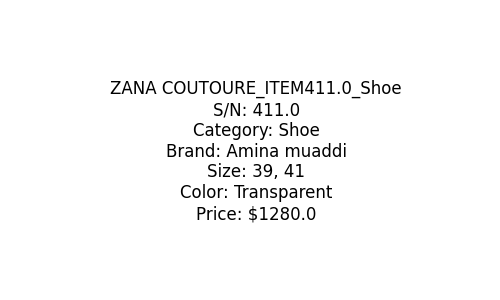 ZANA COUTOURE_ITEM411.0_Shoe
S/N: 411.0
Category: Shoe
Brand: Amina muaddi
Size: 39, 41
Color: Transparent
Price: $1280.0